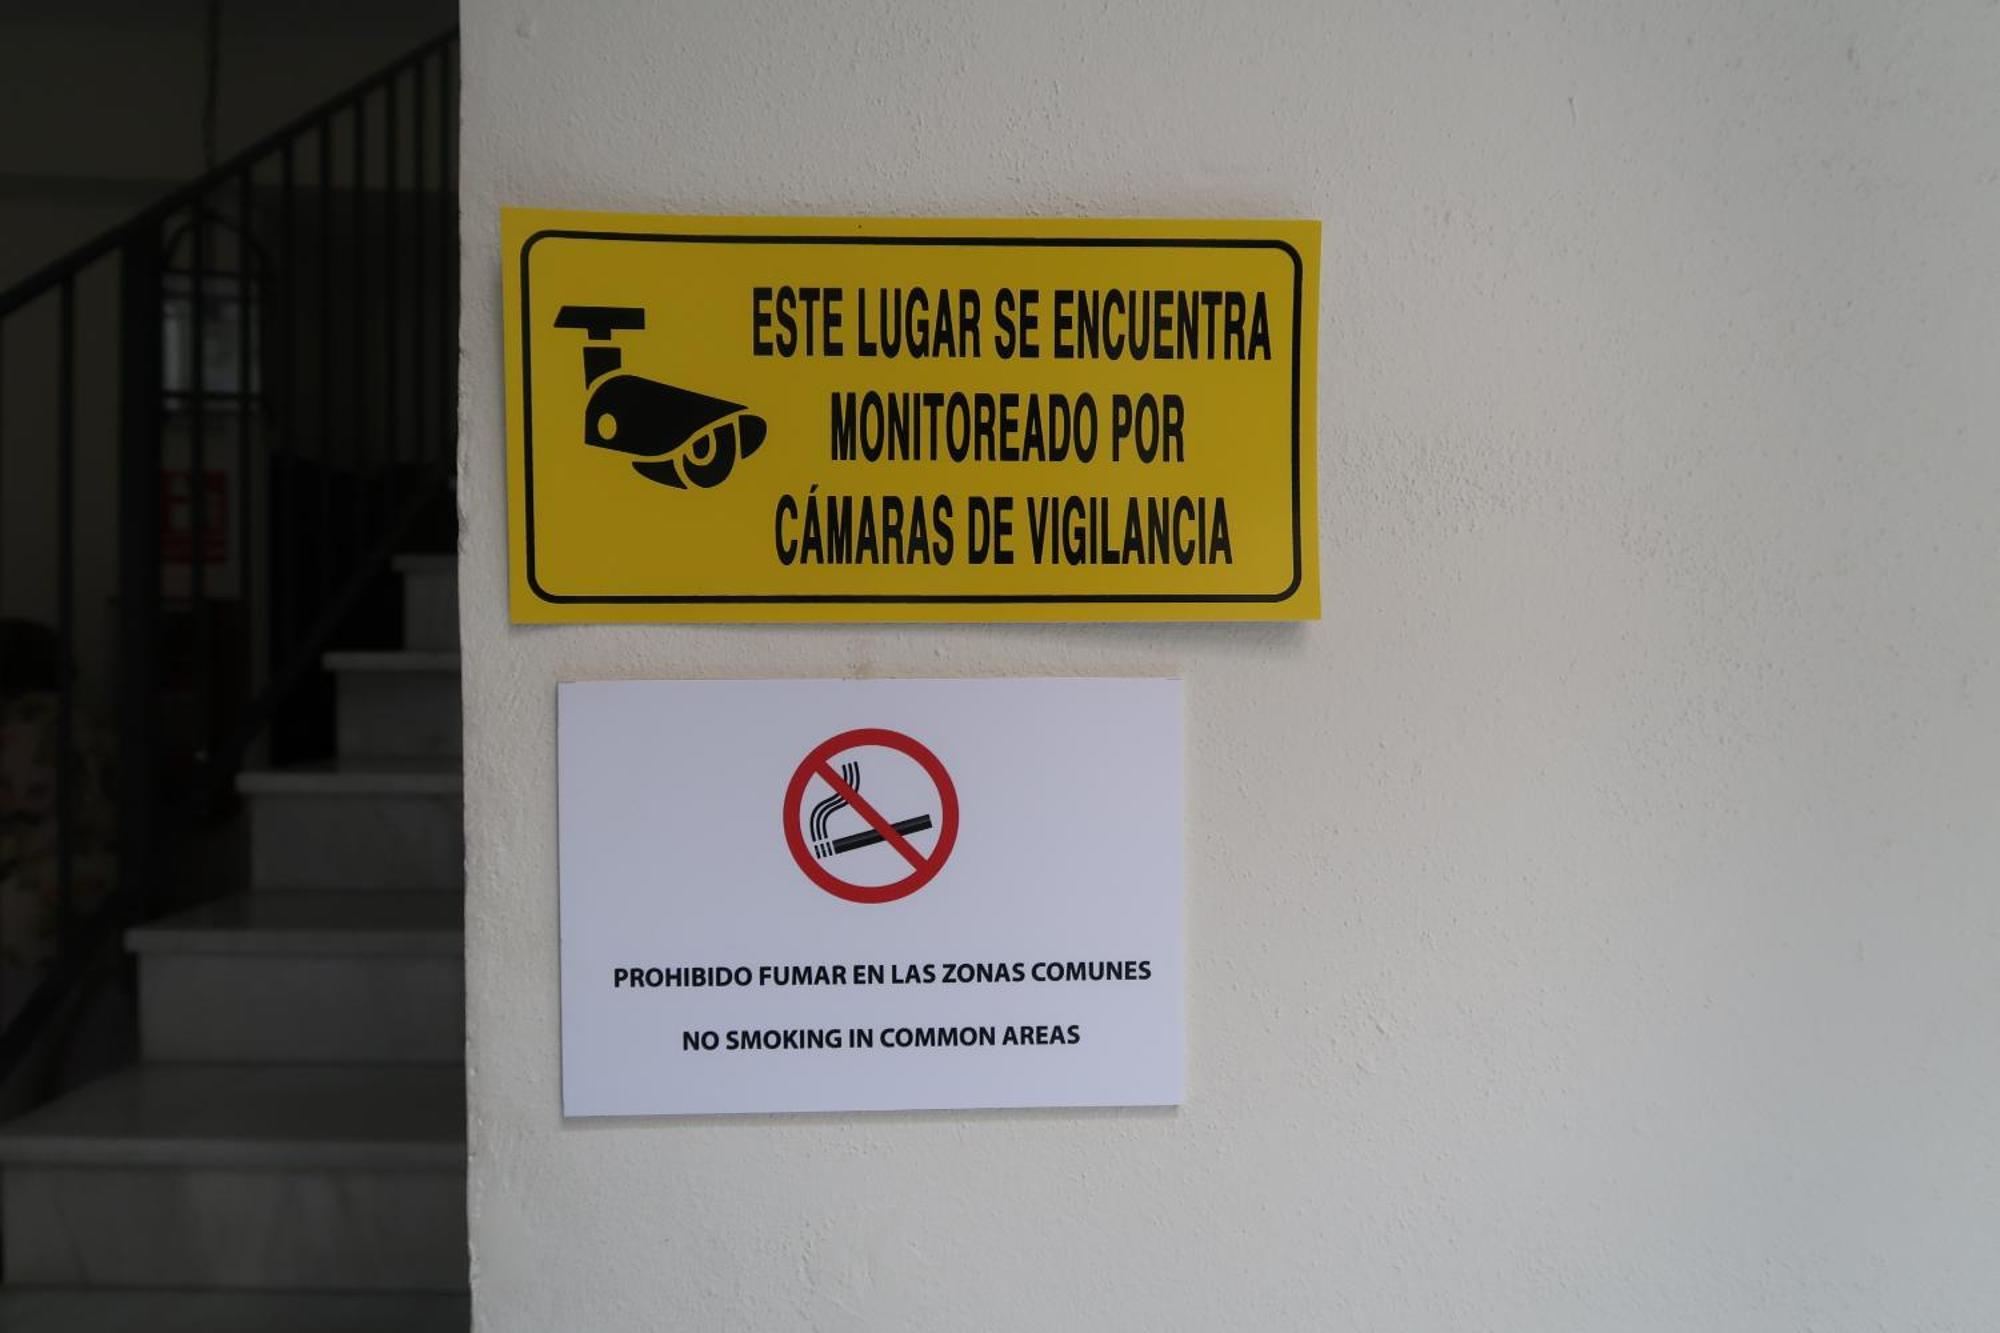 ESTE LUGAR SE ENCUENTRA
MONITOREADO POR
CÁMARAS DE VIGILANCIA
PROHIBIDO FUMAR EN LAS ZONAS COMUNES
NO SMOKING IN COMMON AREAS